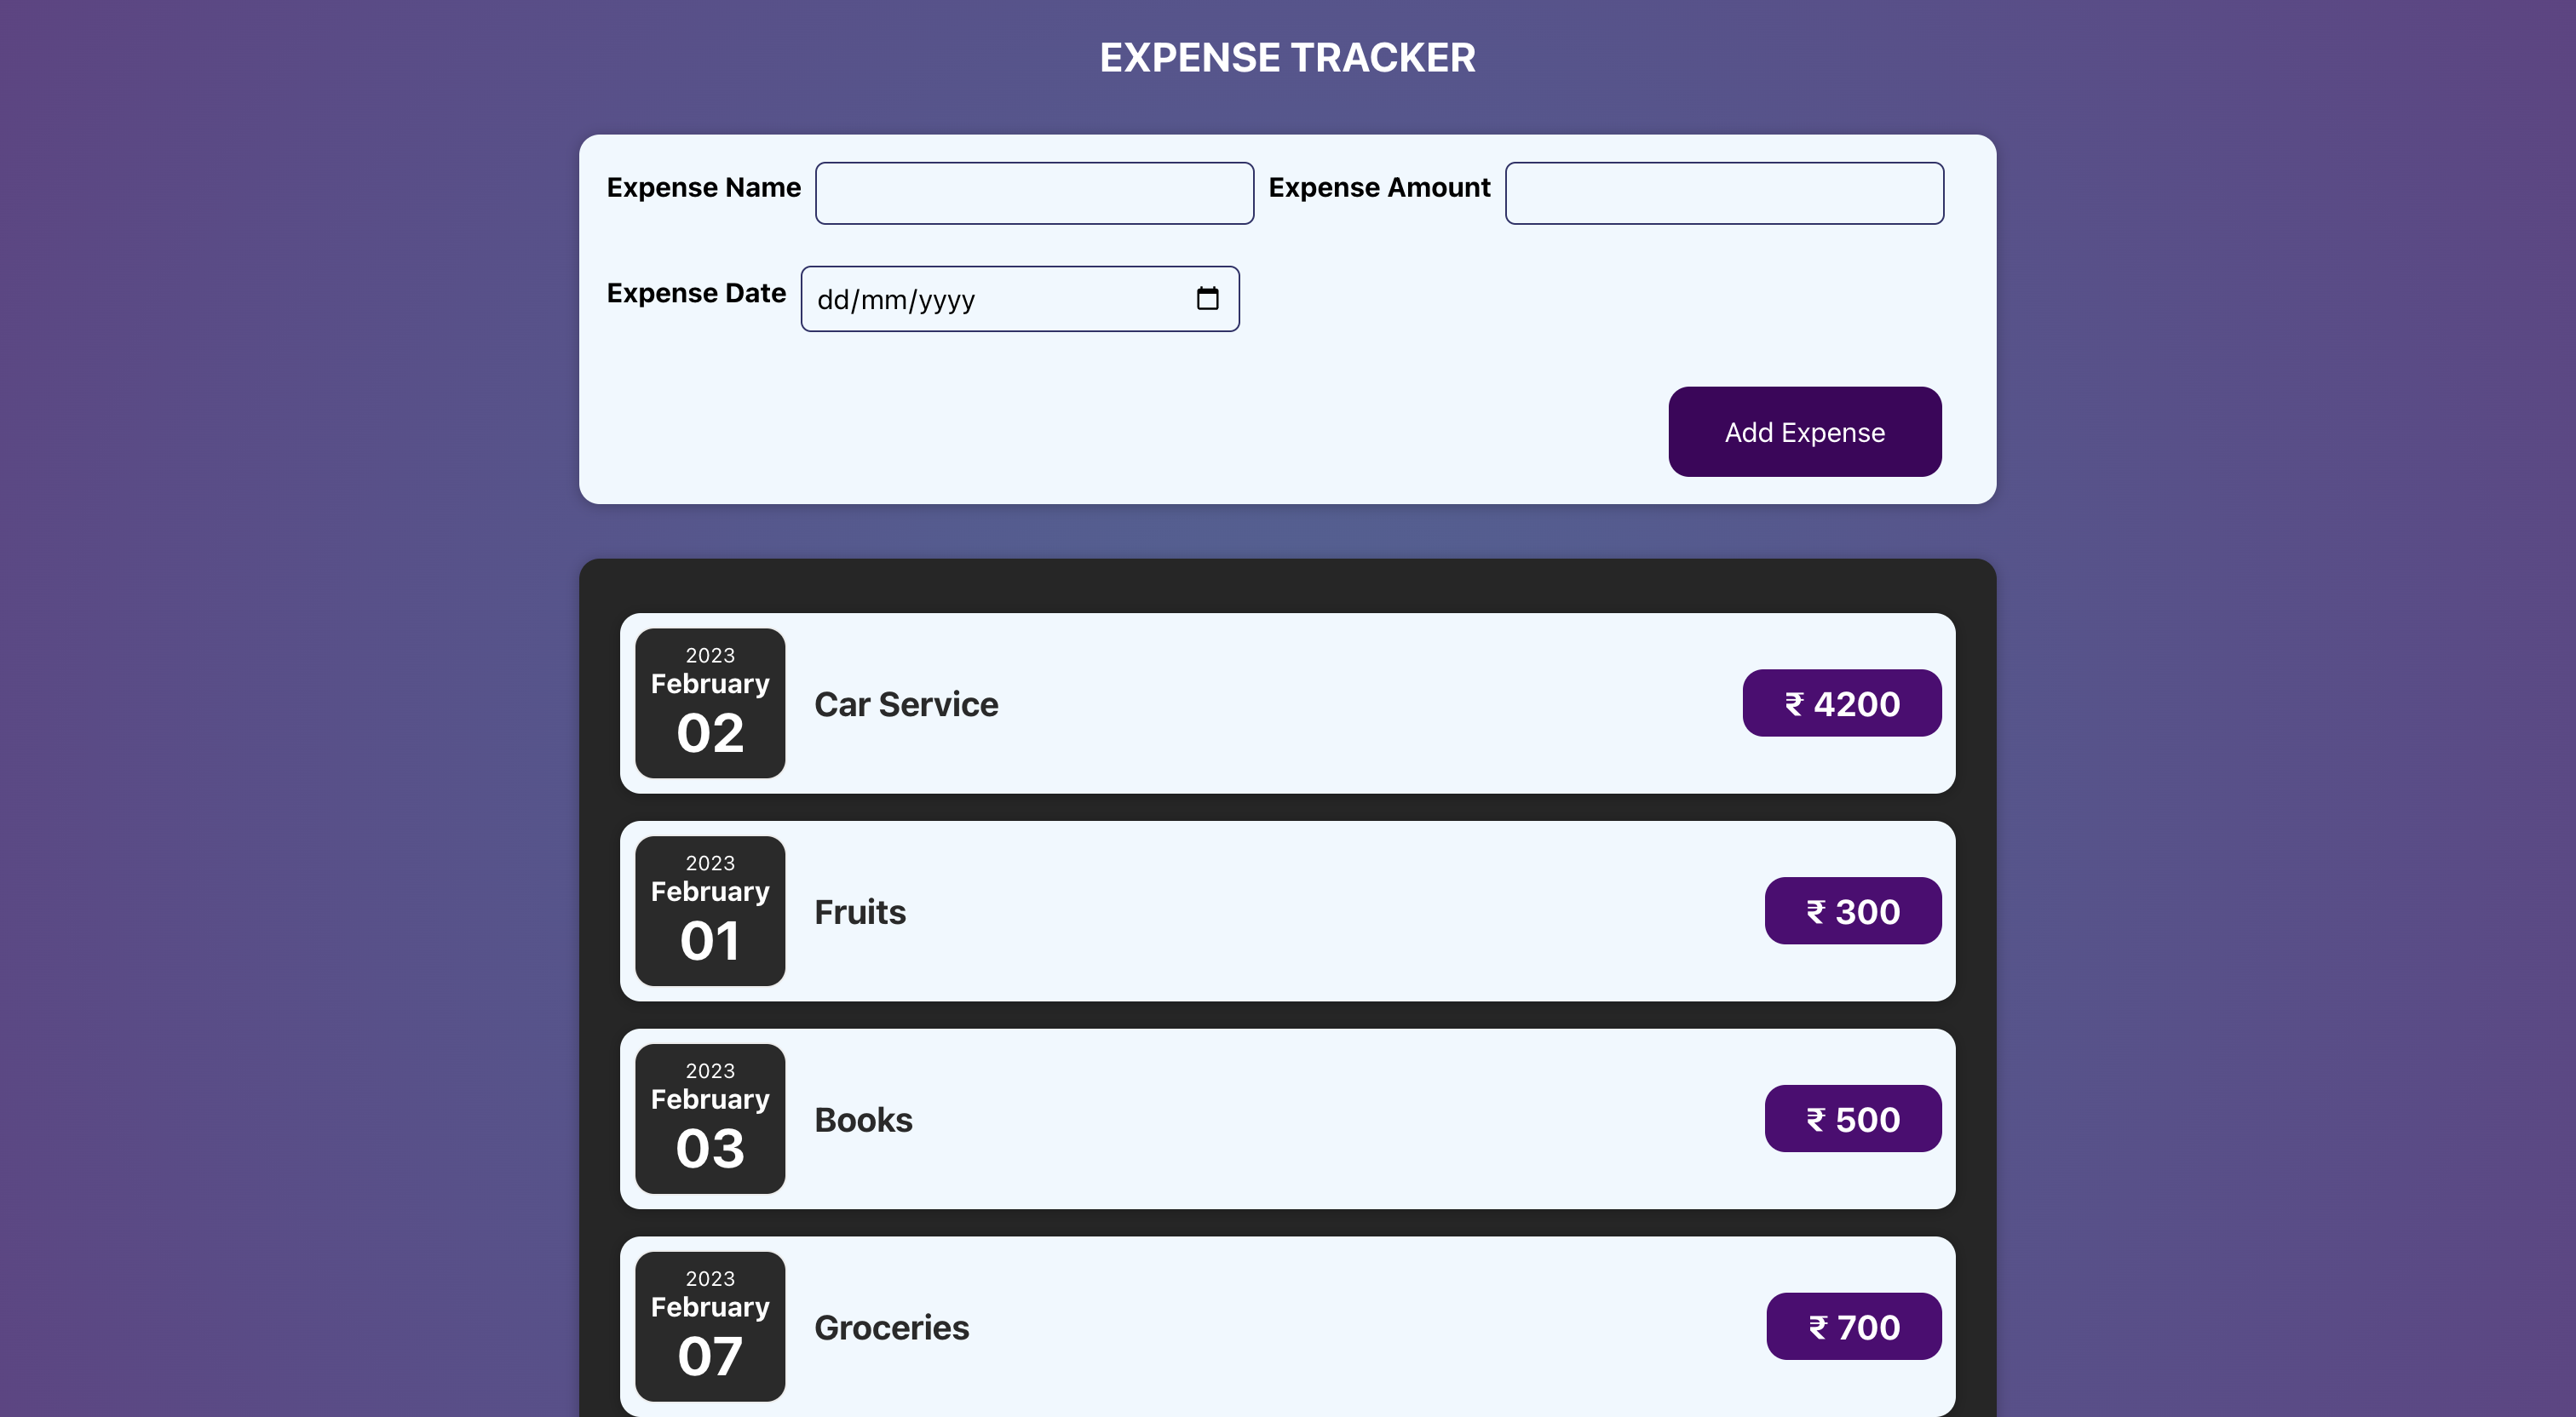 EXPENSE TRACKER
Expense Name
Expense Amount
Expense Date
dd/mm/yyyy
Add Expense
2023
February
02
Car Service
₹ 4200
2023
February
01
Fruits
₹ 300
2023
February
03
Books
₹ 500
2023
February
07
Groceries
₹ 700